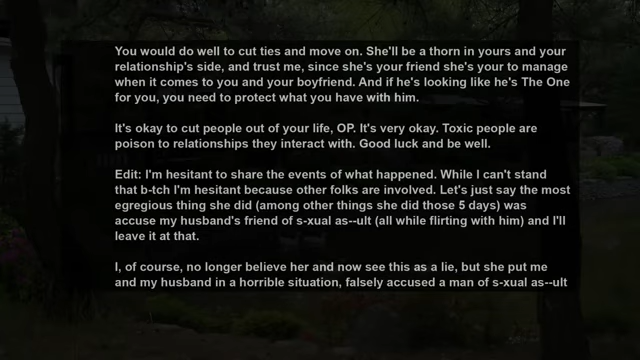 You would do well to cut ties and move on. She'll be a thorn in yours and your
relationship's side, and trust me, since she's your friend she's your to manage
when it comes to you and your boyfriend. And if he's looking like he's The One
for you, you need to protect what you have with him.
It's okay to cut people out of your life, OP. It's very okay. Toxic people are
poison to relationships they interact with. Good luck and be well.
Edit: I'm hesitant to share the events of what happened. While I can't stand
that b-tch I'm hesitant because other folks are involved. Let's just say the most
egregious thing she did (among other things she did those 5 days) was
accuse my husband's friend of s-xual as--ult (all while flirting with him) and I'll
leave it at that.
I, of course, no longer believe her and now see this as a lie, but she put me
and my husband in a horrible situation, falsely accused a man of s-xual as--ult